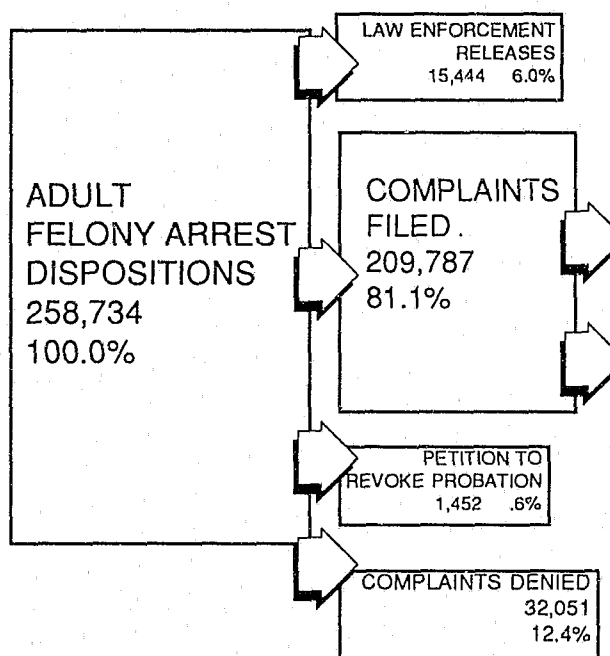 LAW ENFORCEMENT
RELEASES
15,444 6.0%
ADULT
FELONY ARREST
DISPOSITIONS
258,734
100.0%
COMPLAINTS
FILED.
209,787
81.1%
PETITION TO
REVOKE PROBATION
1,452 .6%
COMPLAINTS DENIED
32,051
12.4%